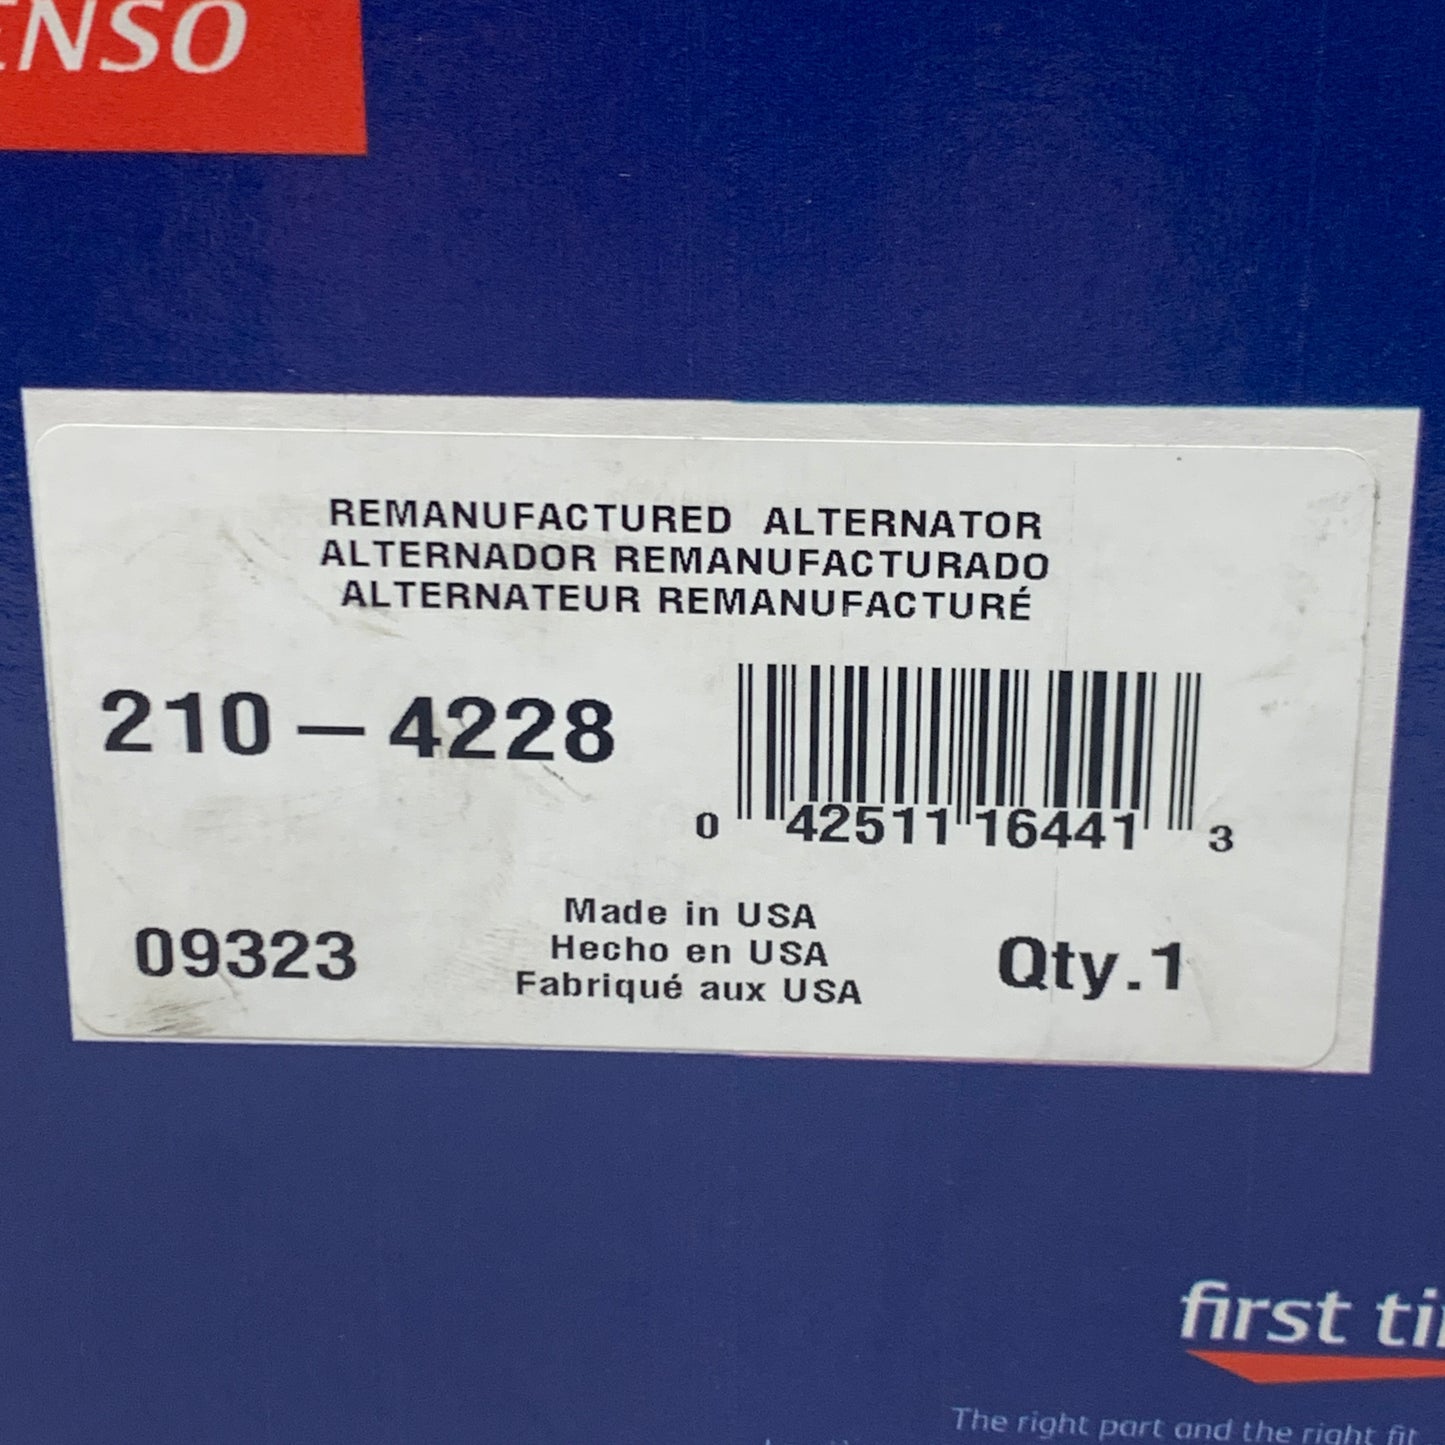 ENSO
REMANUFACTURED ALTERNATOR
ALTERNADOR REMANUFACTURADO
ALTERNATEUR REMANUFACTURÉ
210-4228
0 42511 16441 3
Made in USA
Hecho en USA
Fabriqué aux USA
09323
Qty.1
first ti
The right part and the right fit